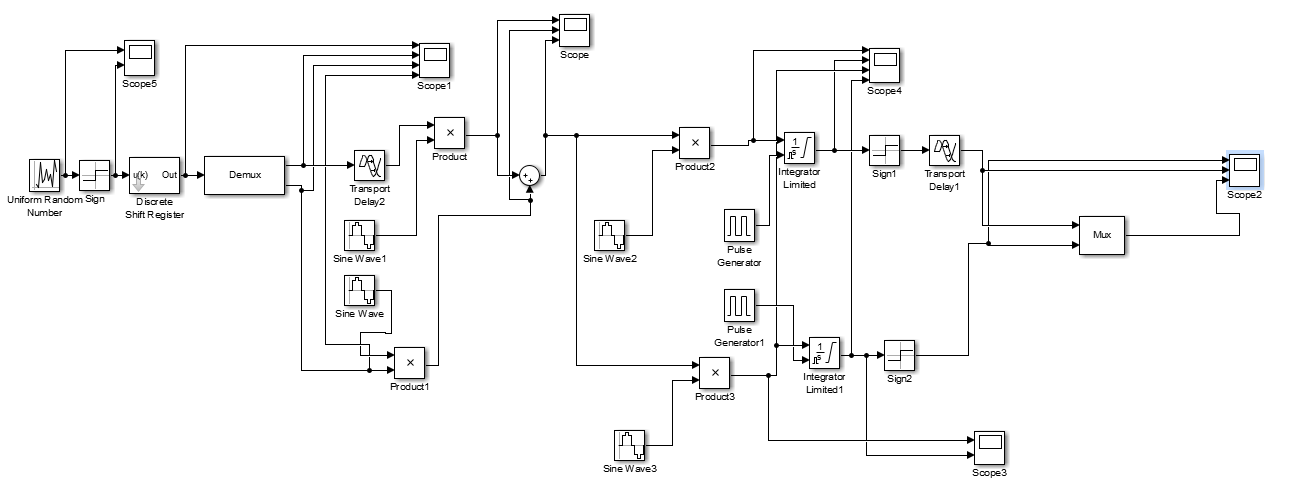 Scope
Scope5
Scope1
Scope4
×
Product
×
Product2
1
s
Integrator
Limited
Sign1
Transport
Delay1
Scope2
Uniform Random
Number
Sign
u(k) Out
Discrete
Shift Register
Demux
Transport
Delay2
+
+
Sine Wave1
Sine Wave2
Pulse
Generator
Mux
Sine Wave
Pulse
Generator1
×
Product1
1
s
Integrator
Limited1
Sign2
×
Product3
Sine Wave3
Scope3